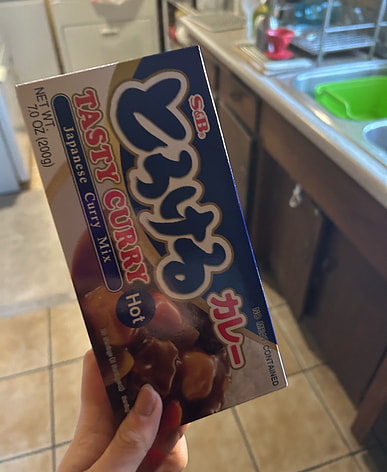 S&B
とろける
カレー
TASTY CURRY
Japanese Curry Mix
Hot
NET WT.
7.0 OZ (200g)
CONTAINED